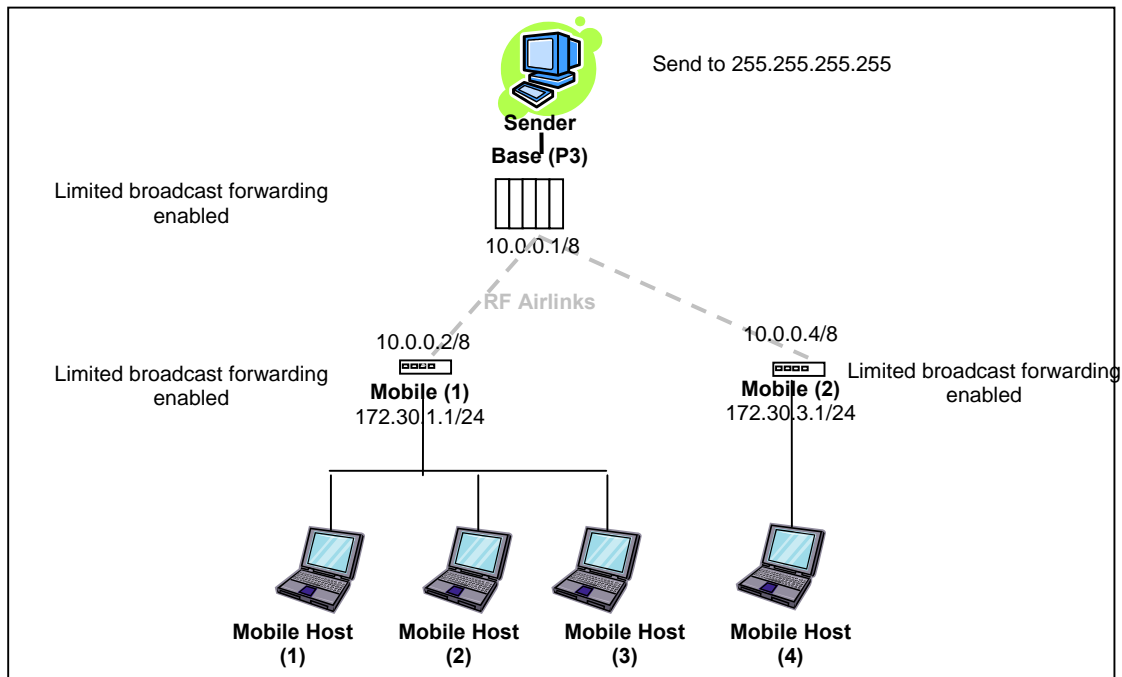 Send to 255.255.255.255
Sender
Base (P3)
Limited broadcast forwarding
enabled
10.0.0.1/8
RF Airlinks
10.0.0.2/8
10.0.0.4/8
Limited broadcast forwarding
enabled
Mobile (1)
172.30.1.1/24
Mobile (2)
172.30.3.1/24
Limited broadcast forwarding
enabled
Mobile Host
(1)
Mobile Host
(2)
Mobile Host
(3)
Mobile Host
(4)